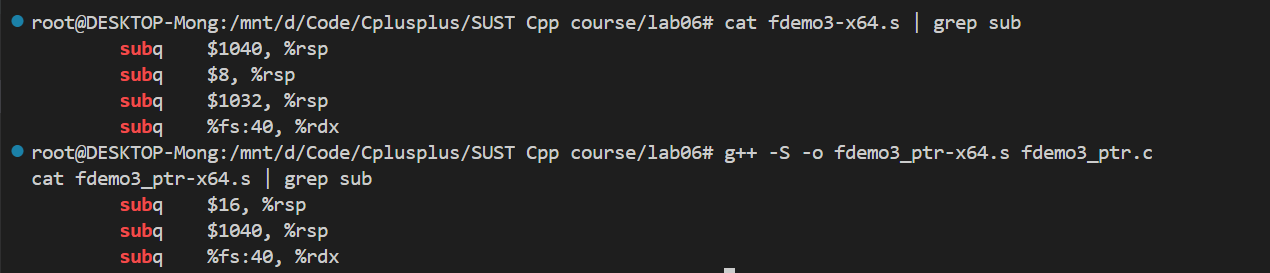 root@DESKTOP-Mong:/mnt/d/Code/Cplusplus/SUST Cpp course/lab06# cat fdemo3-x64.s | grep sub
subq $1040, %rsp
subq $8, %rsp
subq $1032, %rsp
subq %fs:40, %rdx
root@DESKTOP-Mong:/mnt/d/Code/Cplusplus/SUST Cpp course/lab06# g++ -S -o fdemo3_ptr-x64.s fdemo3_ptr.c
cat fdemo3_ptr-x64.s | grep sub
subq $16, %rsp
subq $1040, %rsp
subq %fs:40, %rdx